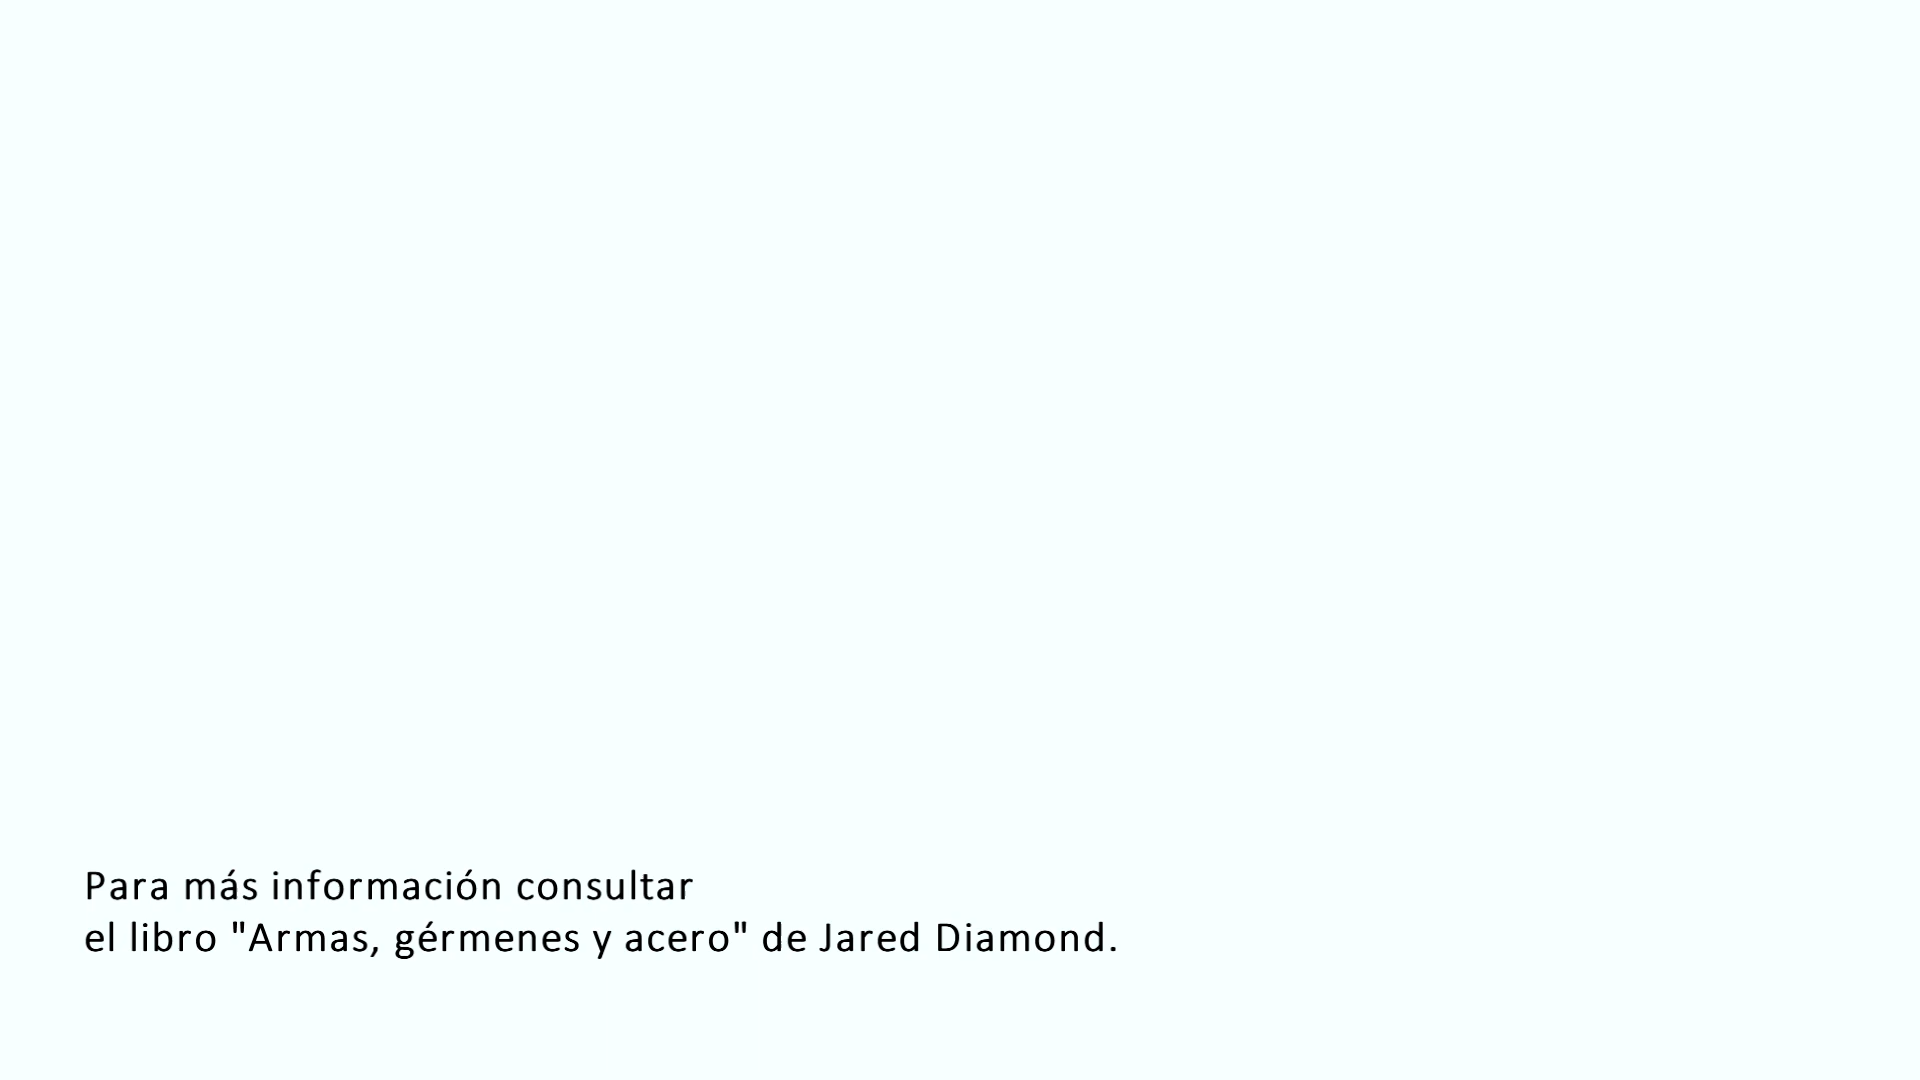 Para más información consultar
el libro "Armas, gérmenes y acero" de Jared Diamond.